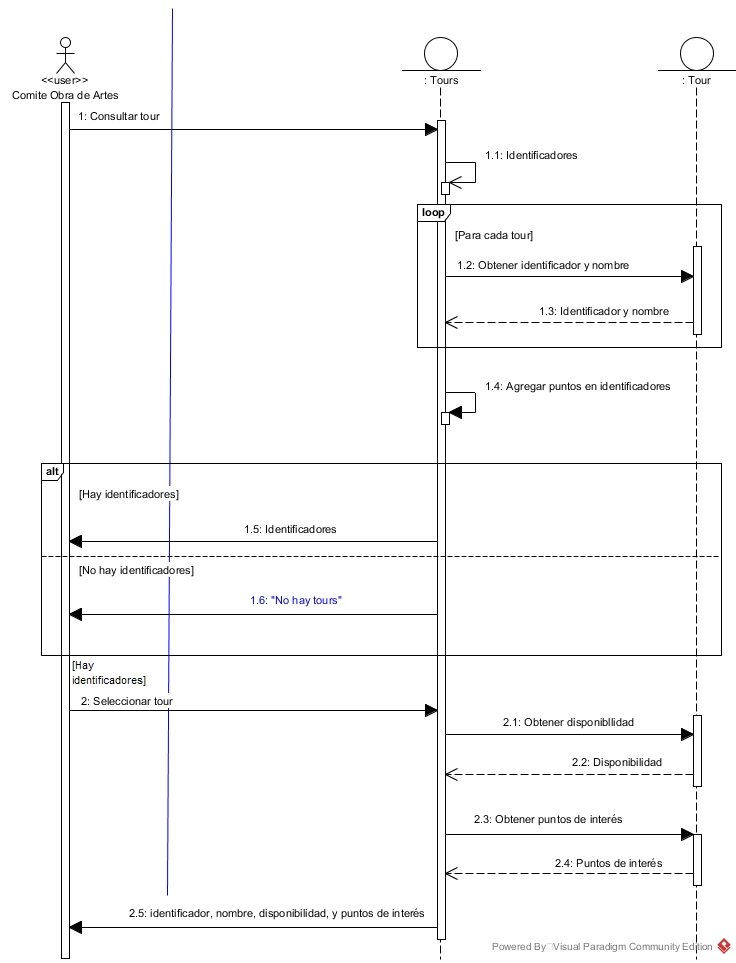 <<user>>
Comite Obra de Artes
: Tours
: Tour
1: Consultar tour
1.1: Identificadores
loop
[Para cada tour]
1.2: Obtener identificador y nombre
1.3: Identificador y nombre
1.4: Agregar puntos en identificadores
alt
[Hay identificadores]
1.5: Identificadores
[No hay identificadores]
1.6: "No hay tours"
[Hay
identificadores]
2: Seleccionar tour
2.1: Obtener disponiblIidad
2.2: Disponibilidad
2.3: Obtener puntos de interés
2.4: Puntos de interés
2.5: identificador, nombre, disponibilidad, y puntos de interés
Powered By Visual Paradigm Community Edition